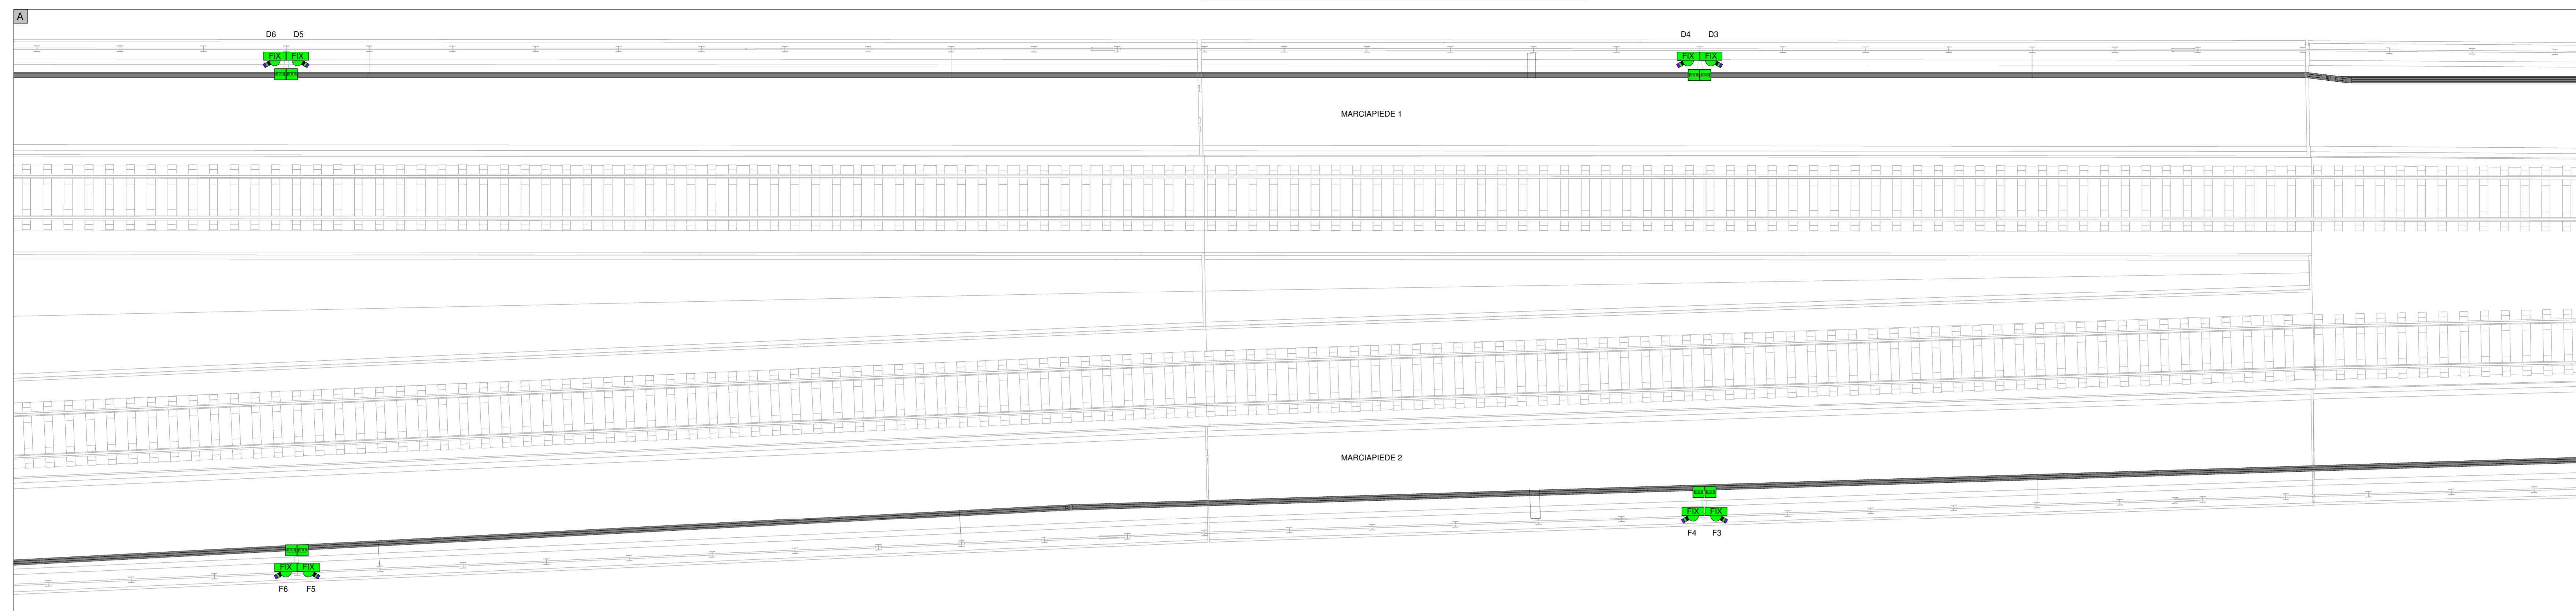 A
D6 D5
D4 D3
FIX FIX
FIX FIX
MARCIAPIEDE 1
MARCIAPIEDE 2
FIX FIX
F4 F3
FIX FIX
F6 F5